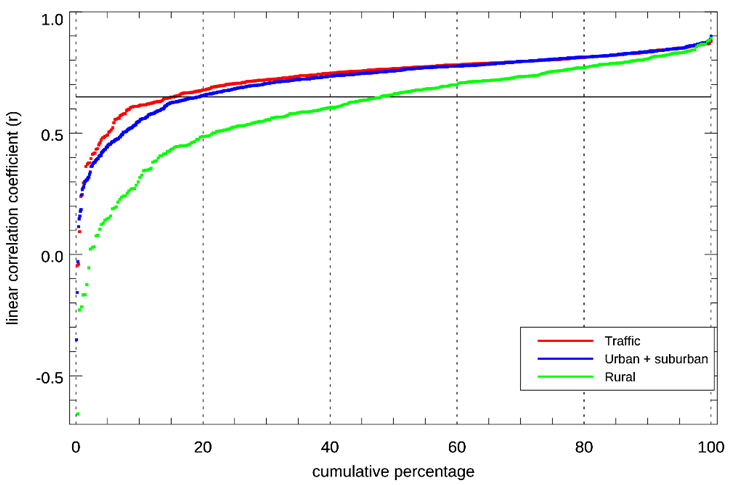 1.0
0.5
0.0
-0.5
linear correlation coefficient (r)
Traffic
Urban + suburban
Rural
0 20 40 60 80 100
cumulative percentage